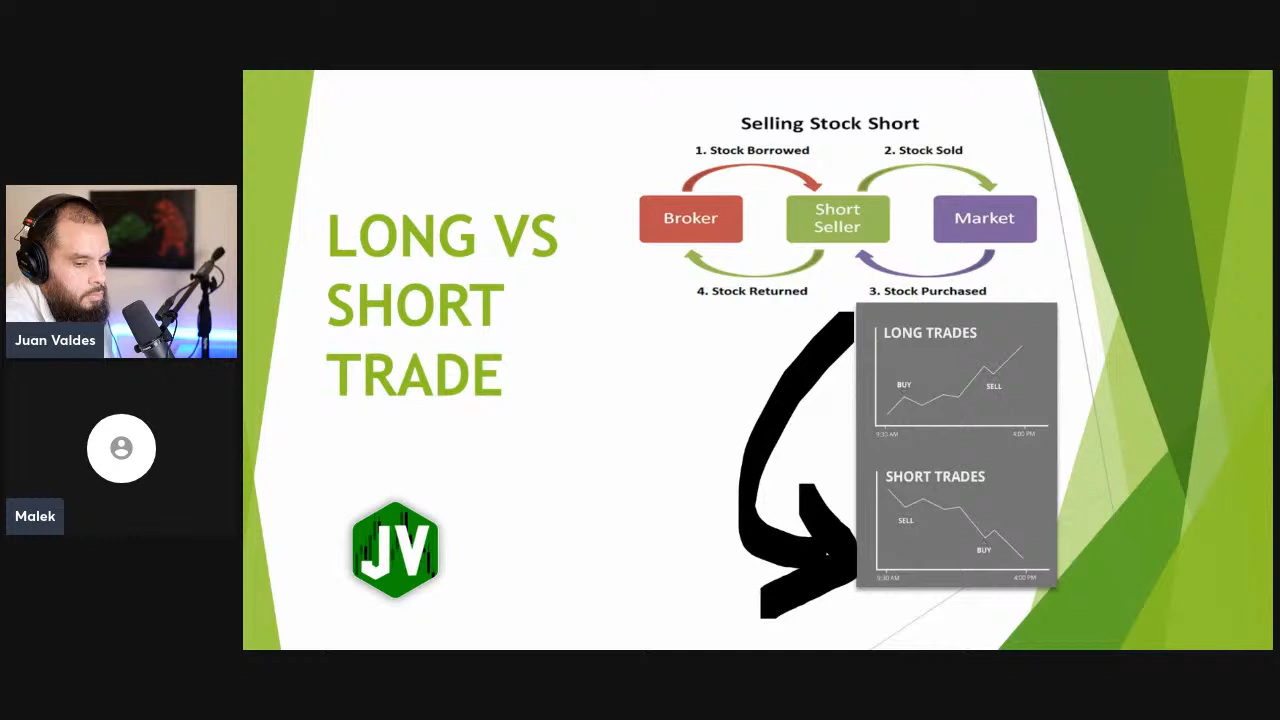 Juan Valdes
Malek
LONG VS
SHORT
TRADE
JV
Selling Stock Short
1. Stock Borrowed
2. Stock Sold
Broker
Short
Seller
Market
4. Stock Returned
3. Stock Purchased
LONG TRADES
BUY
SELL
9:30 AM
4:00 PM
SHORT TRADES
SELL
BUY
9:30 AM
4:00 PM